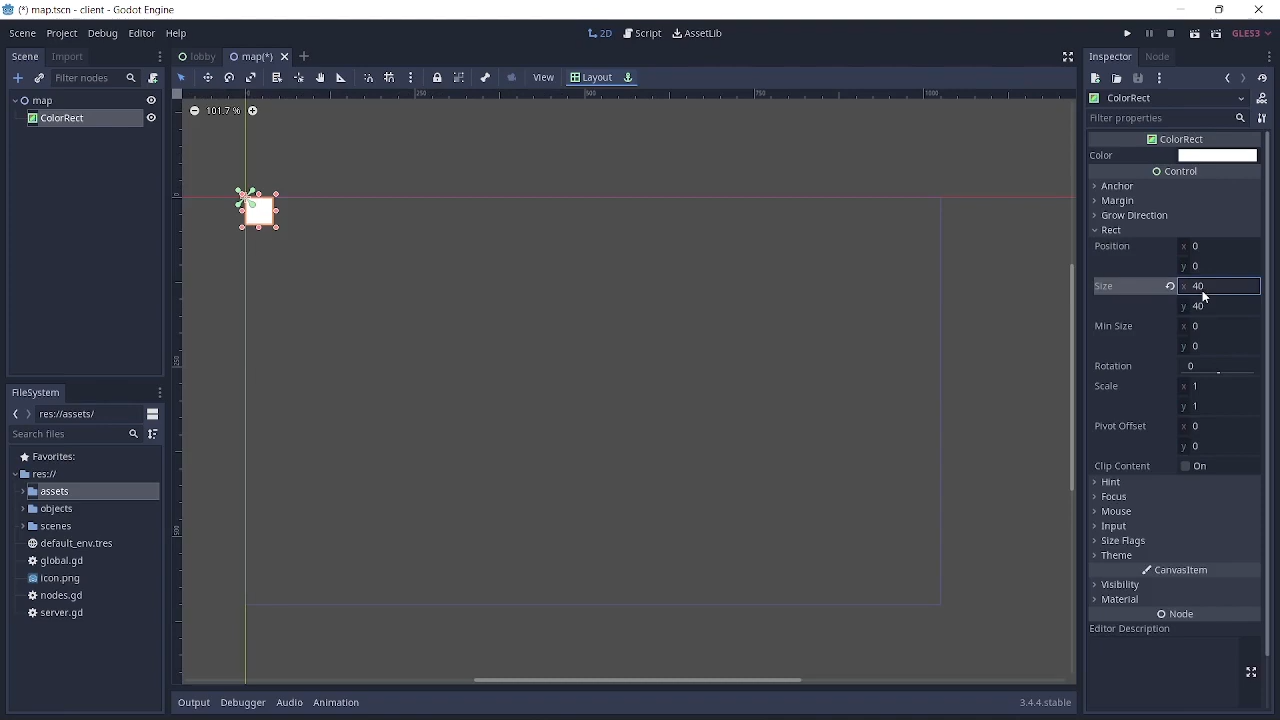 (*) map.tscn - client - Godot Engine
Scene Project Debug Editor Help
2D Script AssetLib
GLES3
Scene Import
lobby map(*)
Inspector Node
Filter nodes
View Layout
map
ColorRect
101.7 %
0 250 500 750 1000
0
250
500
FileSystem
res://assets/
Search files
Favorites:
res://
assets
objects
scenes
default_env.tres
global.gd
icon.png
nodes.gd
server.gd
ColorRect
Filter properties
ColorRect
Color
Control
Anchor
Margin
Grow Direction
Rect
Position x 0
y 0
Size x 40
y 40
Min Size x 0
y 0
Rotation 0
Scale x 1
y 1
Pivot Offset x 0
y 0
Clip Content On
Hint
Focus
Mouse
Input
Size Flags
Theme
CanvasItem
Visibility
Material
Node
Editor Description
Output Debugger Audio Animation
3.4.4.stable